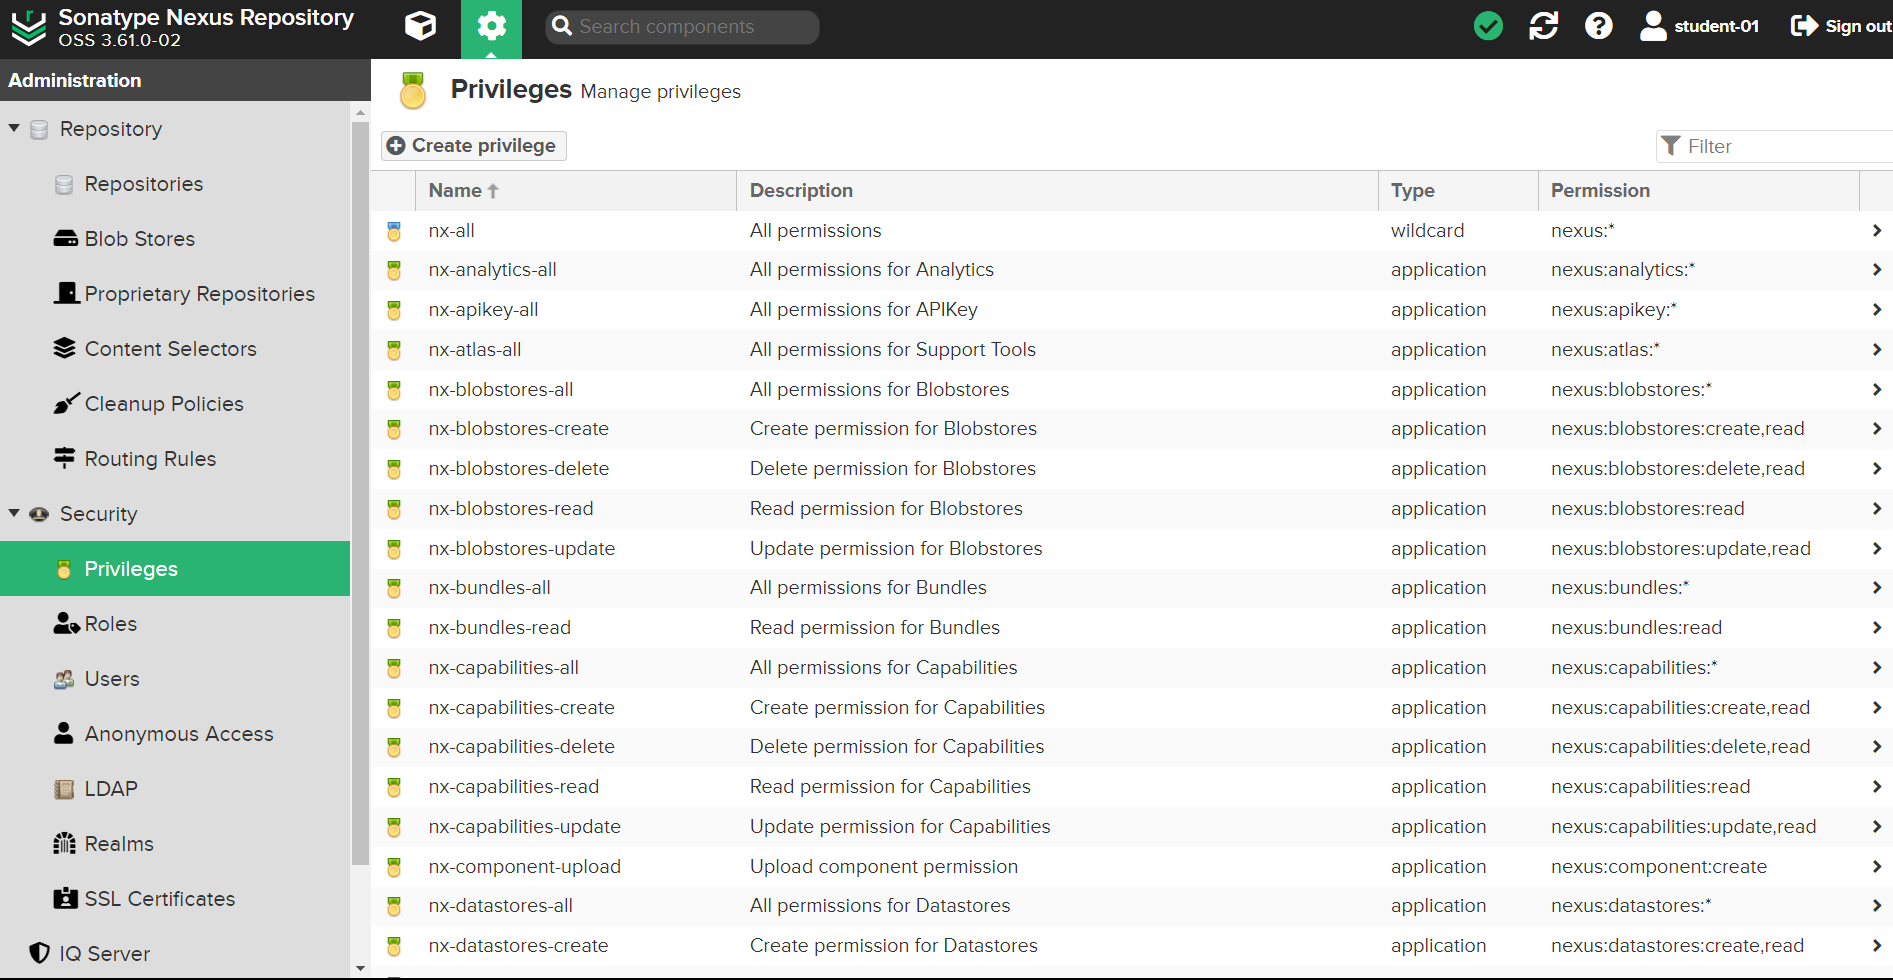 Sonatype Nexus Repository
OSS 3.61.0-02
Search components
student-01
Sign out
Administration
Repository
Repositories
Blob Stores
Proprietary Repositories
Content Selectors
Cleanup Policies
Routing Rules
Security
Privileges
Roles
Users
Anonymous Access
LDAP
Realms
SSL Certificates
IQ Server
Privileges Manage privileges
Create privilege
Filter
Name Description Type Permission
nx-all All permissions wildcard nexus:*
nx-analytics-all All permissions for Analytics application nexus:analytics:*
nx-apikey-all All permissions for APIKey application nexus:apikey:*
nx-atlas-all All permissions for Support Tools application nexus:atlas:*
nx-blobstores-all All permissions for Blobstores application nexus:blobstores:*
nx-blobstores-create Create permission for Blobstores application nexus:blobstores:create,read
nx-blobstores-delete Delete permission for Blobstores application nexus:blobstores:delete,read
nx-blobstores-read Read permission for Blobstores application nexus:blobstores:read
nx-blobstores-update Update permission for Blobstores application nexus:blobstores:update,read
nx-bundles-all All permissions for Bundles application nexus:bundles:*
nx-bundles-read Read permission for Bundles application nexus:bundles:read
nx-capabilities-all All permissions for Capabilities application nexus:capabilities:*
nx-capabilities-create Create permission for Capabilities application nexus:capabilities:create,read
nx-capabilities-delete Delete permission for Capabilities application nexus:capabilities:delete,read
nx-capabilities-read Read permission for Capabilities application nexus:capabilities:read
nx-capabilities-update Update permission for Capabilities application nexus:capabilities:update,read
nx-component-upload Upload component permission application nexus:component:create
nx-datastores-all All permissions for Datastores application nexus:datastores:*
nx-datastores-create Create permission for Datastores application nexus:datastores:create,read